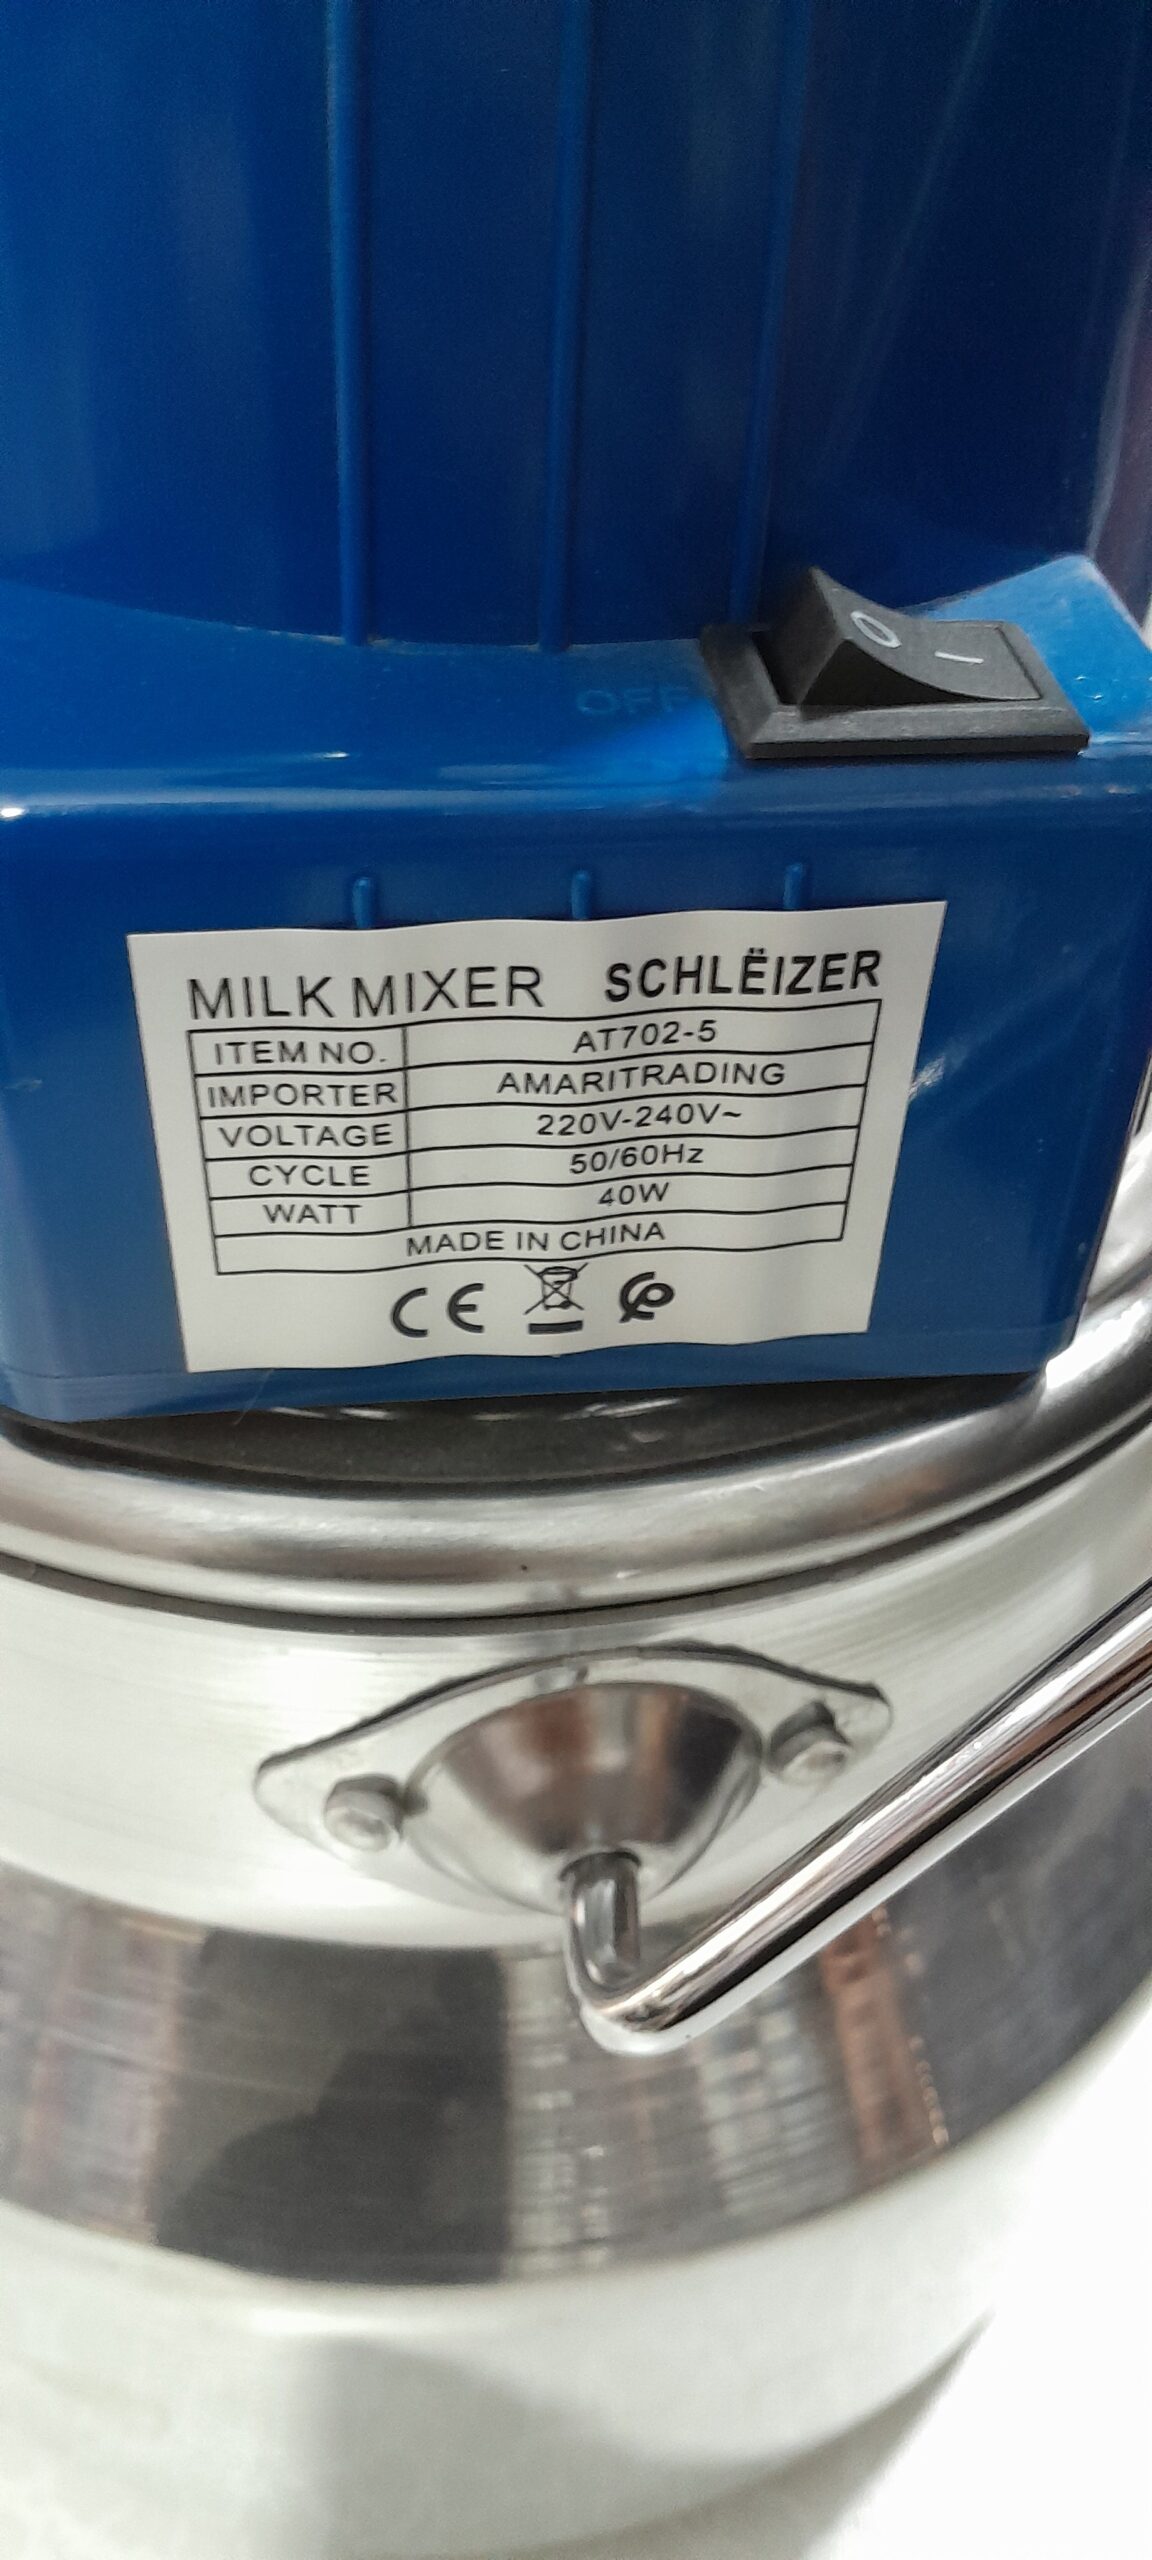 O I
OFF
MILK MIXER SCHLËIZER
ITEM NO. AT702-5
IMPORTER AMARITRADING
VOLTAGE 220V-240V~
CYCLE 50/60Hz
WATT 40W
MADE IN CHINA
CE